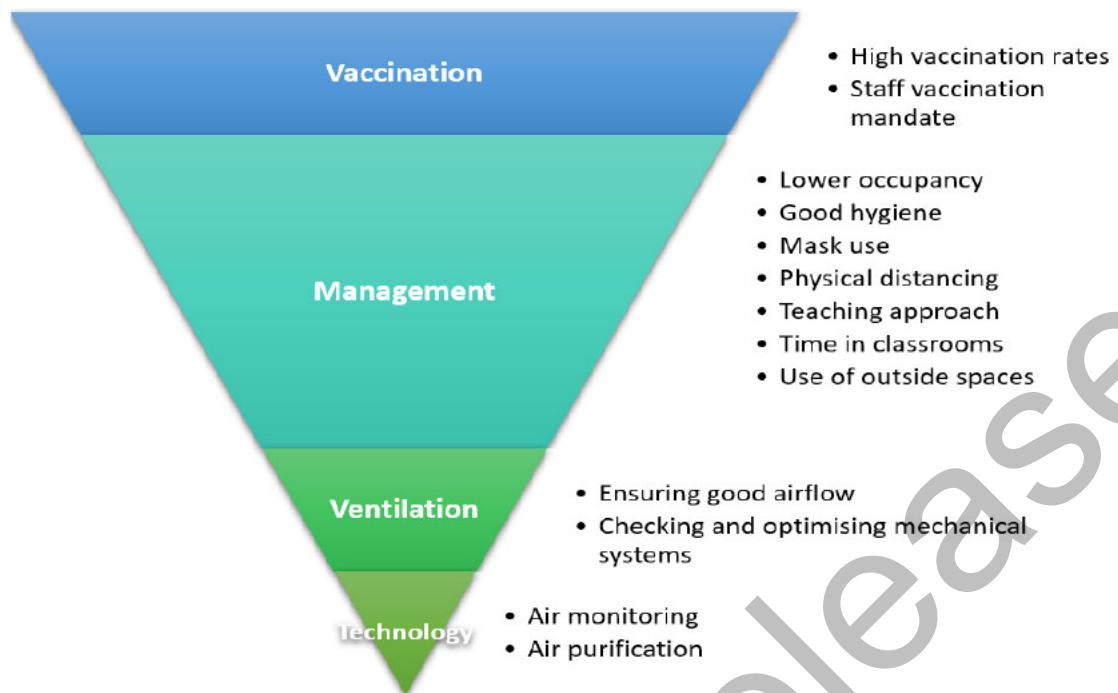 Vaccination
• High vaccination rates
• Staff vaccination
mandate
Management
• Lower occupancy
• Good hygiene
• Mask use
• Physical distancing
• Teaching approach
• Time in classrooms
• Use of outside spaces
Ventilation
• Ensuring good airflow
• Checking and optimising mechanical
systems
Technology
• Air monitoring
• Air purification